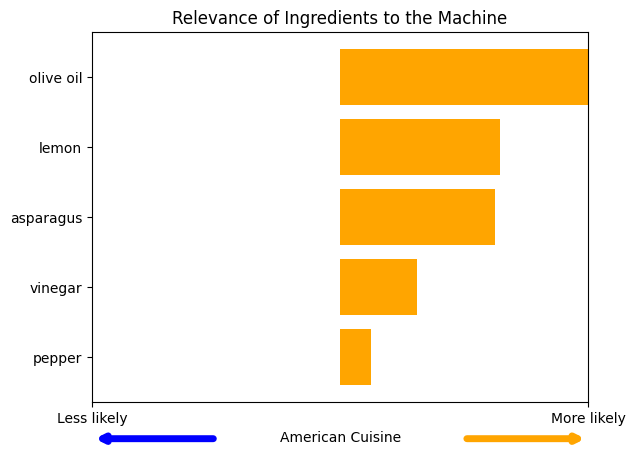 Relevance of Ingredients to the Machine
olive oil
lemon
asparagus
vinegar
pepper
Less likely
More likely
American Cuisine